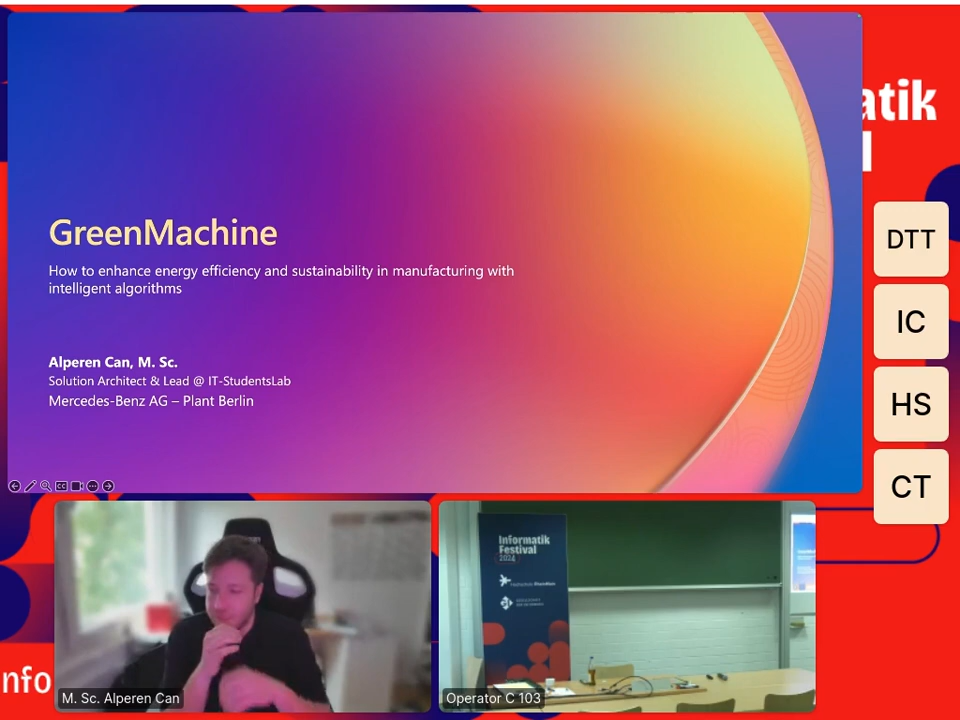 GreenMachine
How to enhance energy efficiency and sustainability in manufacturing with
intelligent algorithms
Alperen Can, M. Sc.
Solution Architect & Lead @ IT-StudentsLab
Mercedes-Benz AG – Plant Berlin
atik
l
DTT
IC
HS
CT
nfo
M. Sc. Alperen Can
Informatik
Festival
2024
Operator C 103